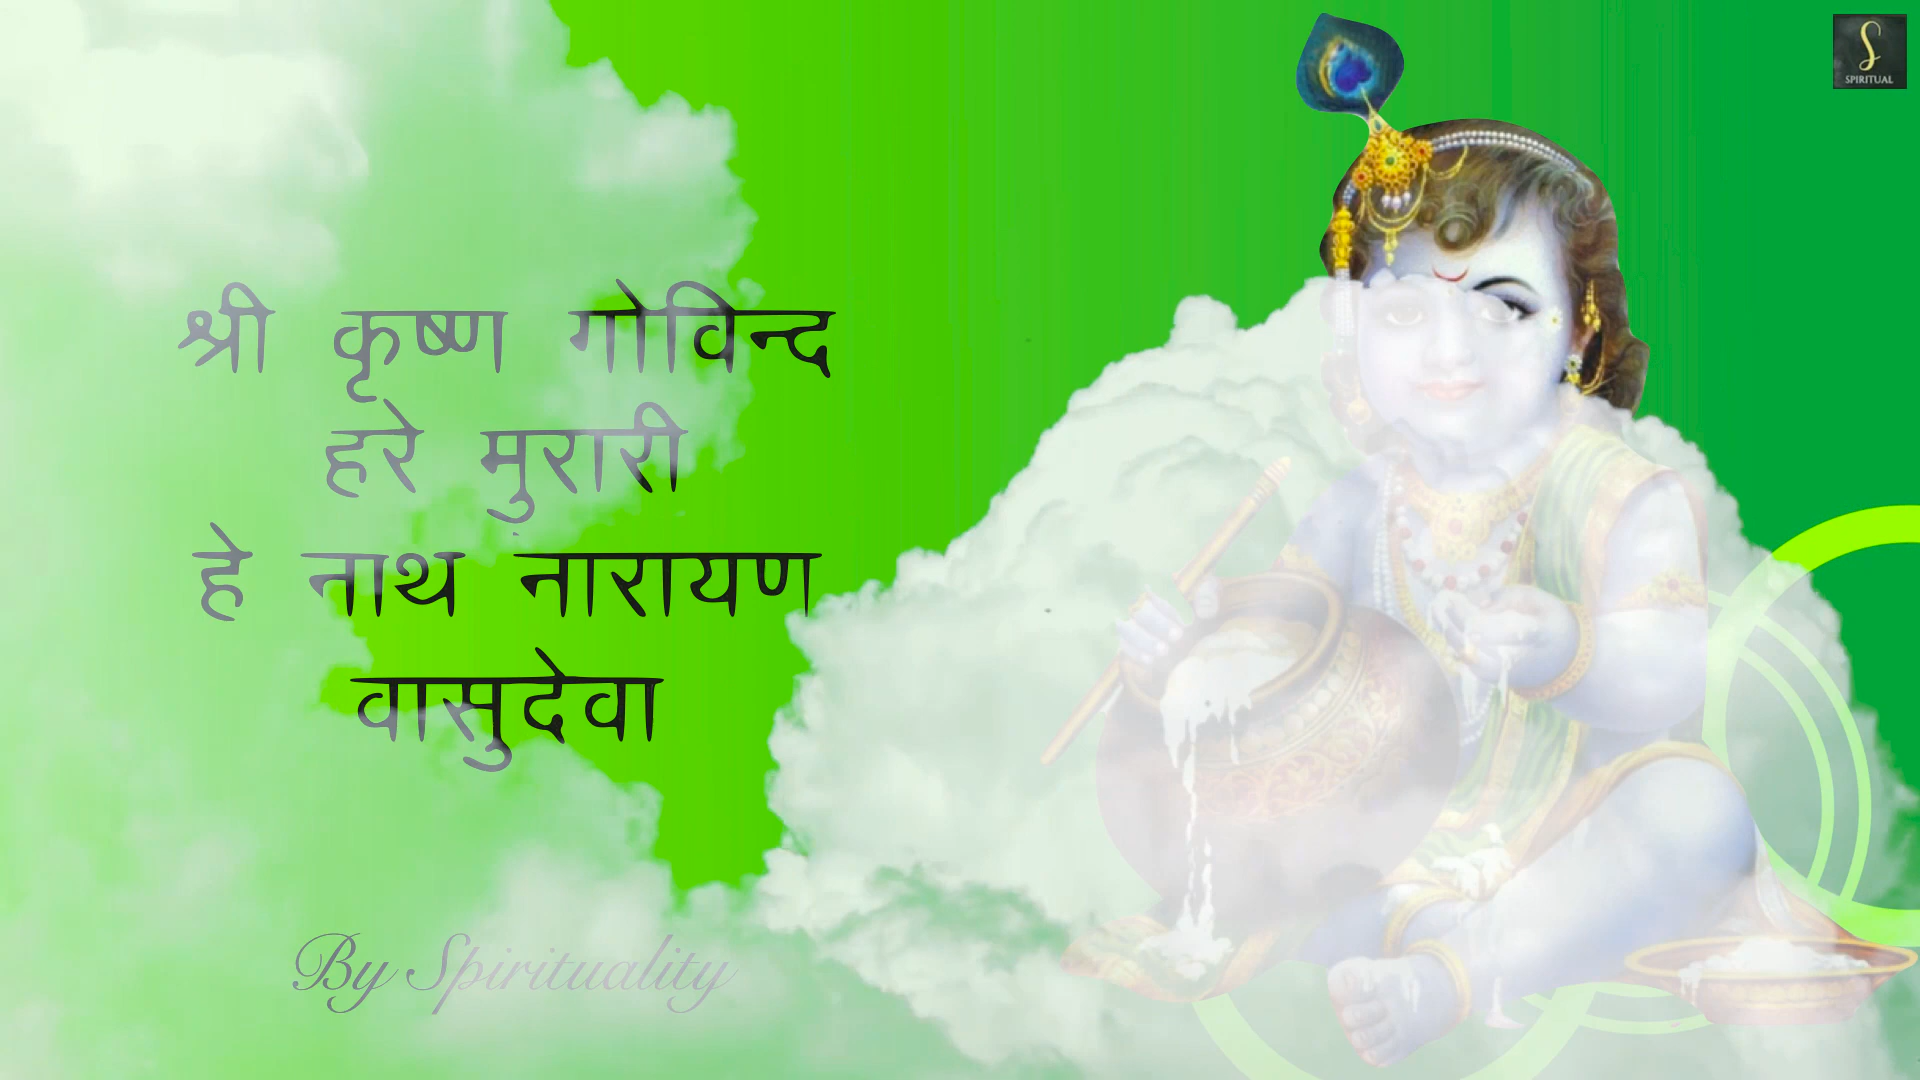 SPIRITUAL
श्री कृष्ण गोविन्द
हरे मुरारी
हे नाथ नारायण
वासुदेवा
By Spirituality